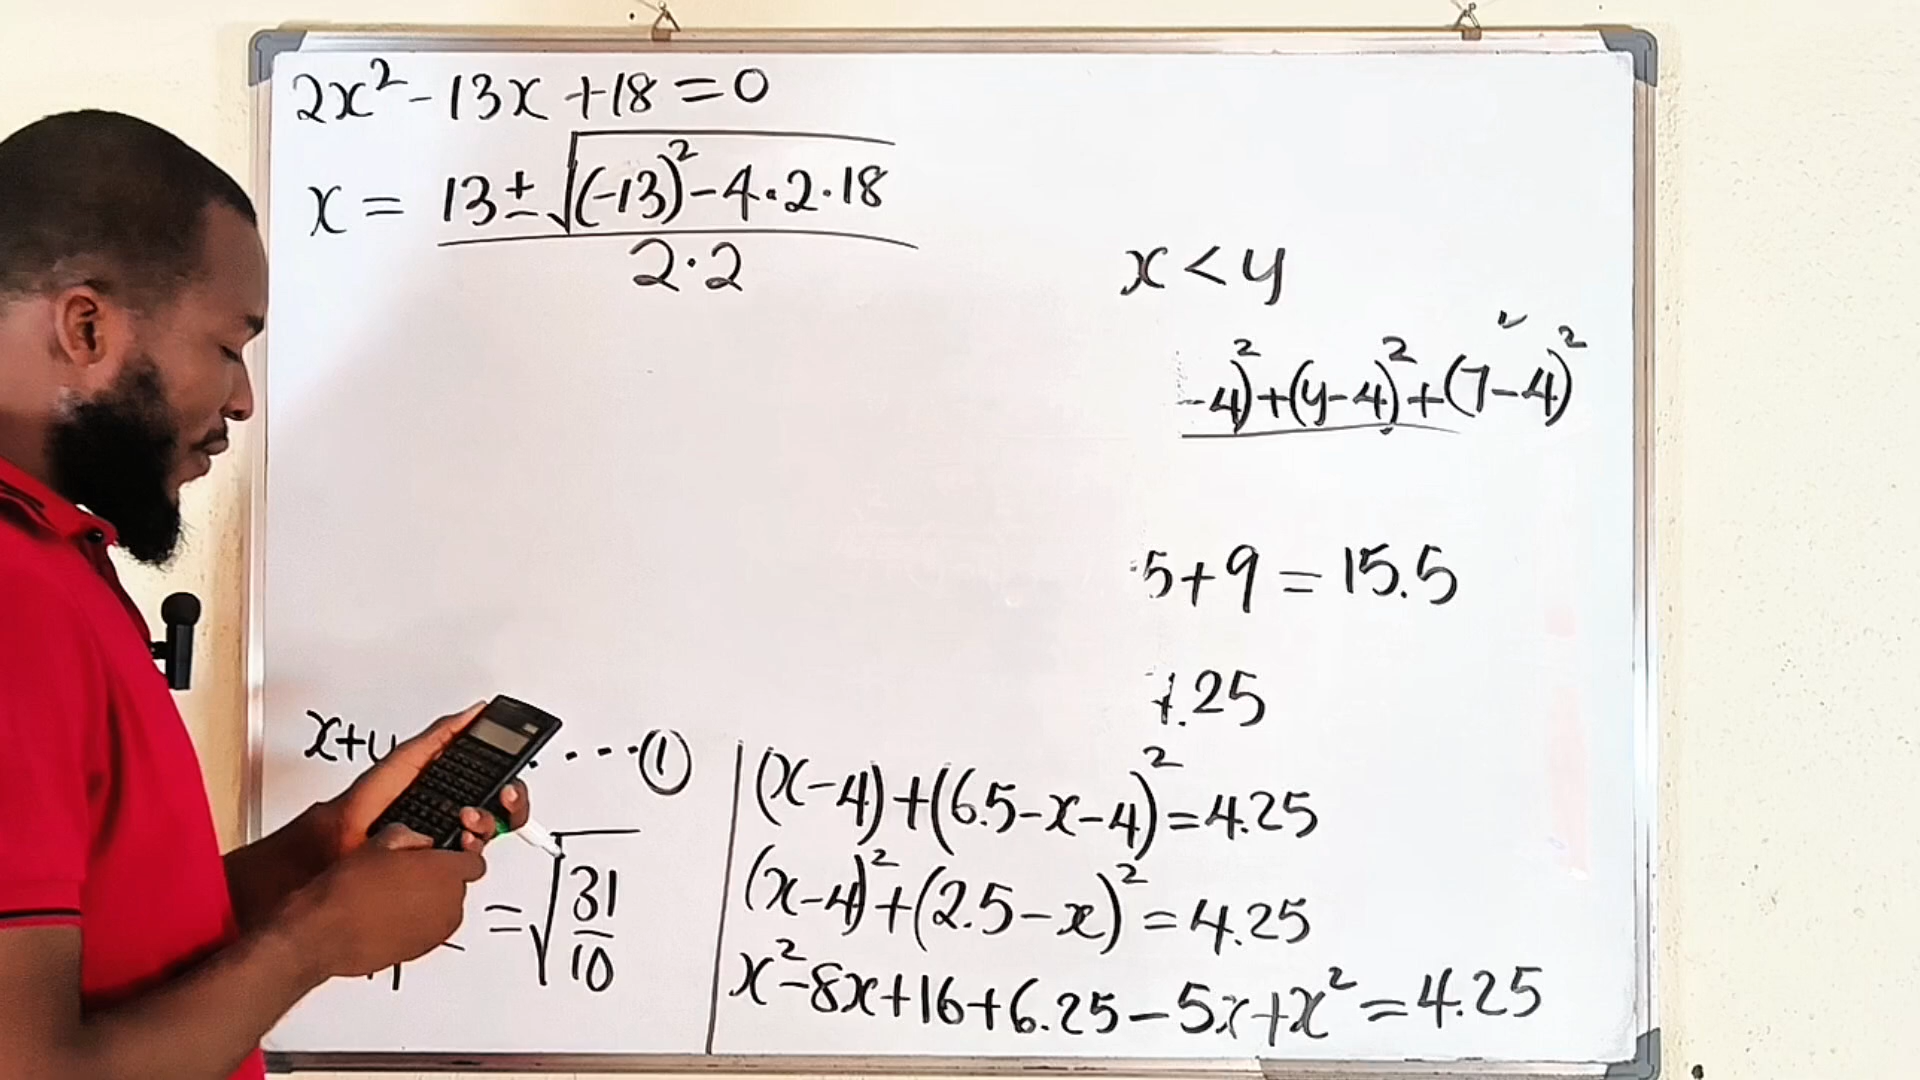 2x² - 13x + 18 = 0
x = (13 ± √((-13)² - 4·2·18)) / (2·2)
x < y
-4)² + (y-4)² + (7-4)²
5 + 9 = 15.5
.25
x+y ...①
= √(31/10)
(x-4) + (6.5-x-4)² = 4.25
(x-4)² + (2.5-x)² = 4.25
x² - 8x + 16 + 6.25 - 5x + x² = 4.25